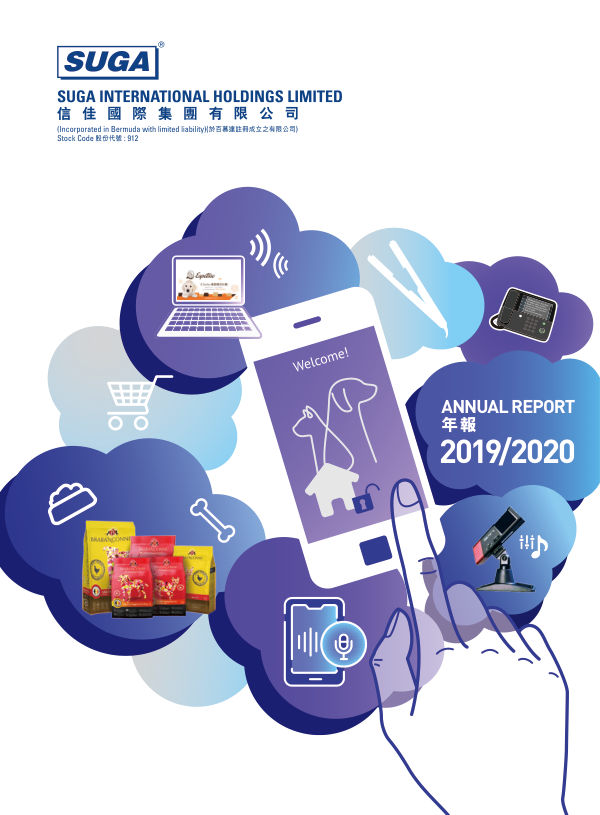 SUGA®
SUGA INTERNATIONAL HOLDINGS LIMITED
信佳國際集團有限公司
(Incorporated in Bermuda with limited liability)(於百慕達註冊成立之有限公司)
Stock Code 股份代號 : 912
Welcome!
ANNUAL REPORT
年報
2019/2020
BRABANCONNE